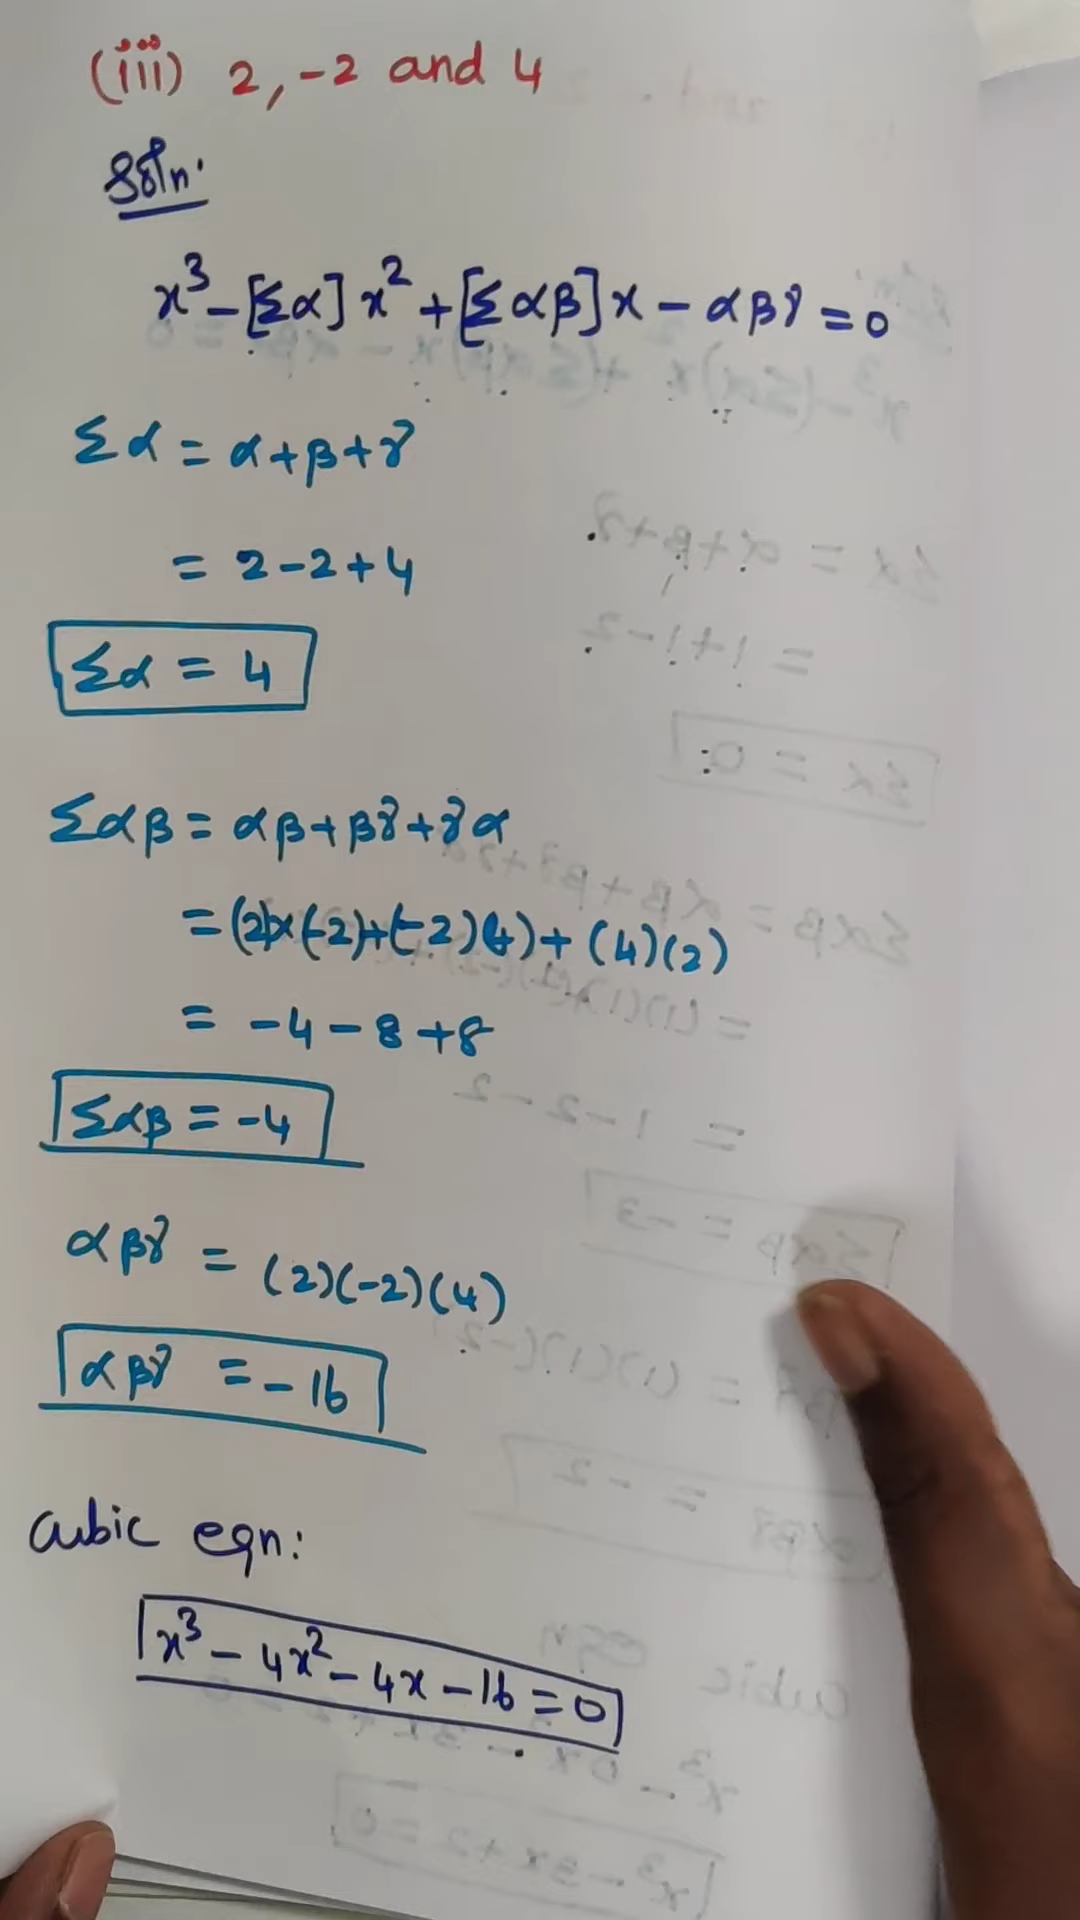 (iii) 2, -2 and 4
Soln.
x³ - [Σα] x² + [Σαβ] x - αβγ = 0
Σα = α+β+γ
= 2-2+4
Σα = 4
Σαβ = αβ+βγ+γα
= (2)x(-2)+(-2)(4)+(4)(2)
= -4-8+8
Σαβ = -4
αβγ = (2)(-2)(4)
αβγ = -16
cubic eqn:
x³ - 4x² - 4x - 16 = 0